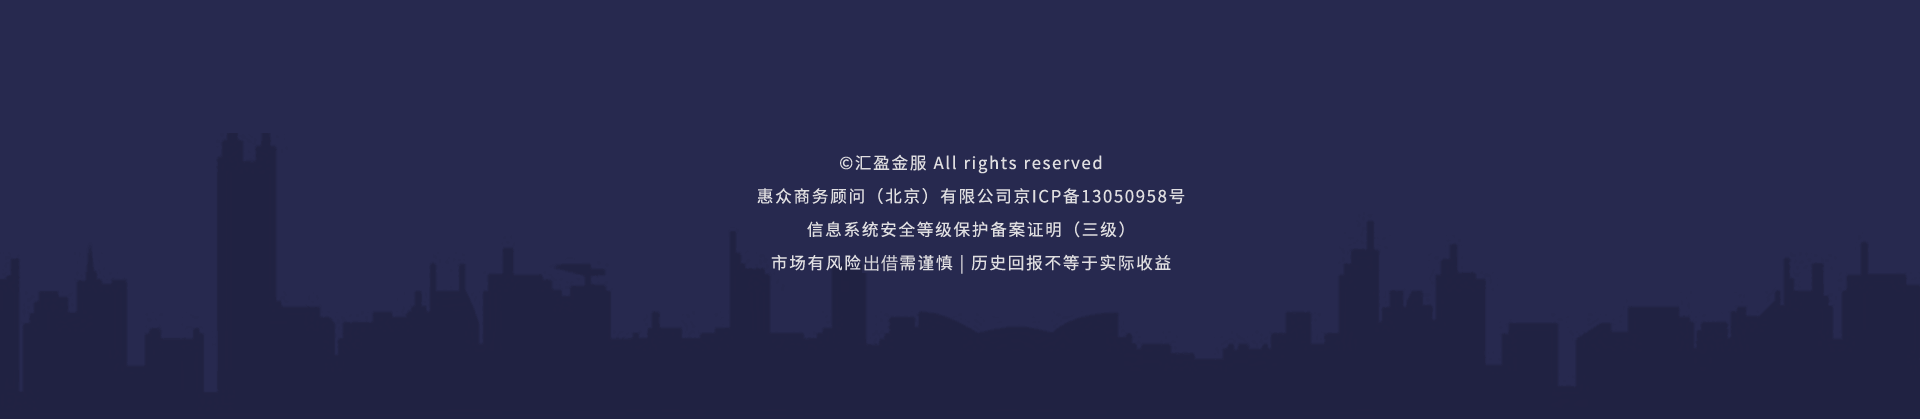 ©汇盈金服 All rights reserved
惠众商务顾问（北京）有限公司京ICP备13050958号
信息系统安全等级保护备案证明（三级）
市场有风险出借需谨慎 | 历史回报不等于实际收益